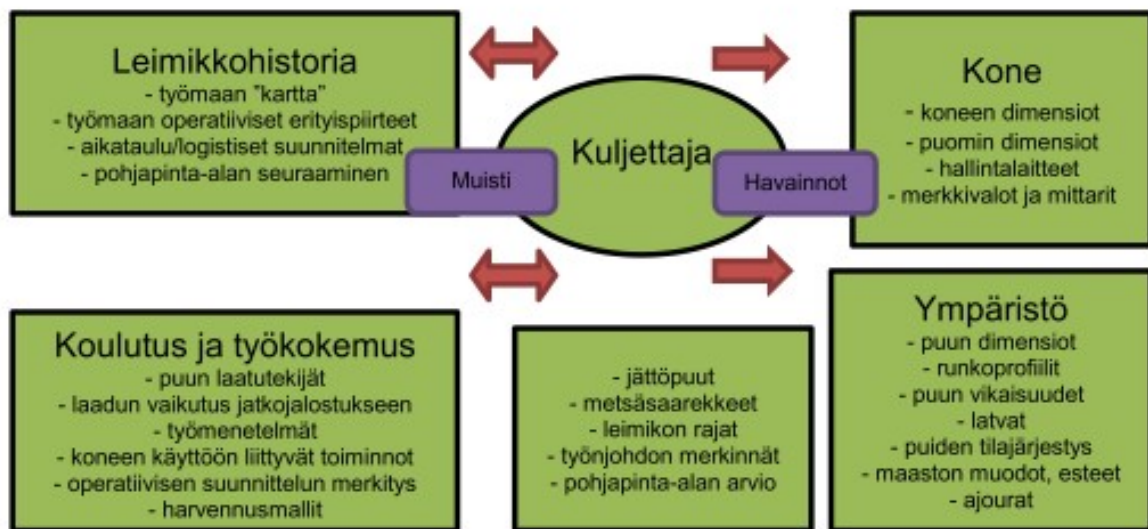 Leimikkohistoria
- työmaan "kartta"
- työmaan operatiiviset erityispiirteet
- aikataulu/logistiset suunnitelmat
- pohjapinta-alan seuraaminen
Muisti
Kuljettaja
Havainnot
Kone
- koneen dimensiot
- puomin dimensiot
- hallintalaitteet
- merkkivalot ja mittarit
Koulutus ja työkokemus
- puun laatutekijät
- laadun vaikutus jatkojalostukseen
- työmenetelmät
- koneen käyttöön liittyvät toiminnot
- operatiivisen suunnittelun merkitys
- harvennusmallit
- jättöpuut
- metsäsaarekkeet
- leimikon rajat
- työnjohdon merkinnät
- pohjapinta-alan arvio
Ympäristö
- puun dimensiot
- runkoprofiilit
- puun vikaisuudet
- latvat
- puiden tilajärjestys
- maaston muodot, esteet
- ajourat